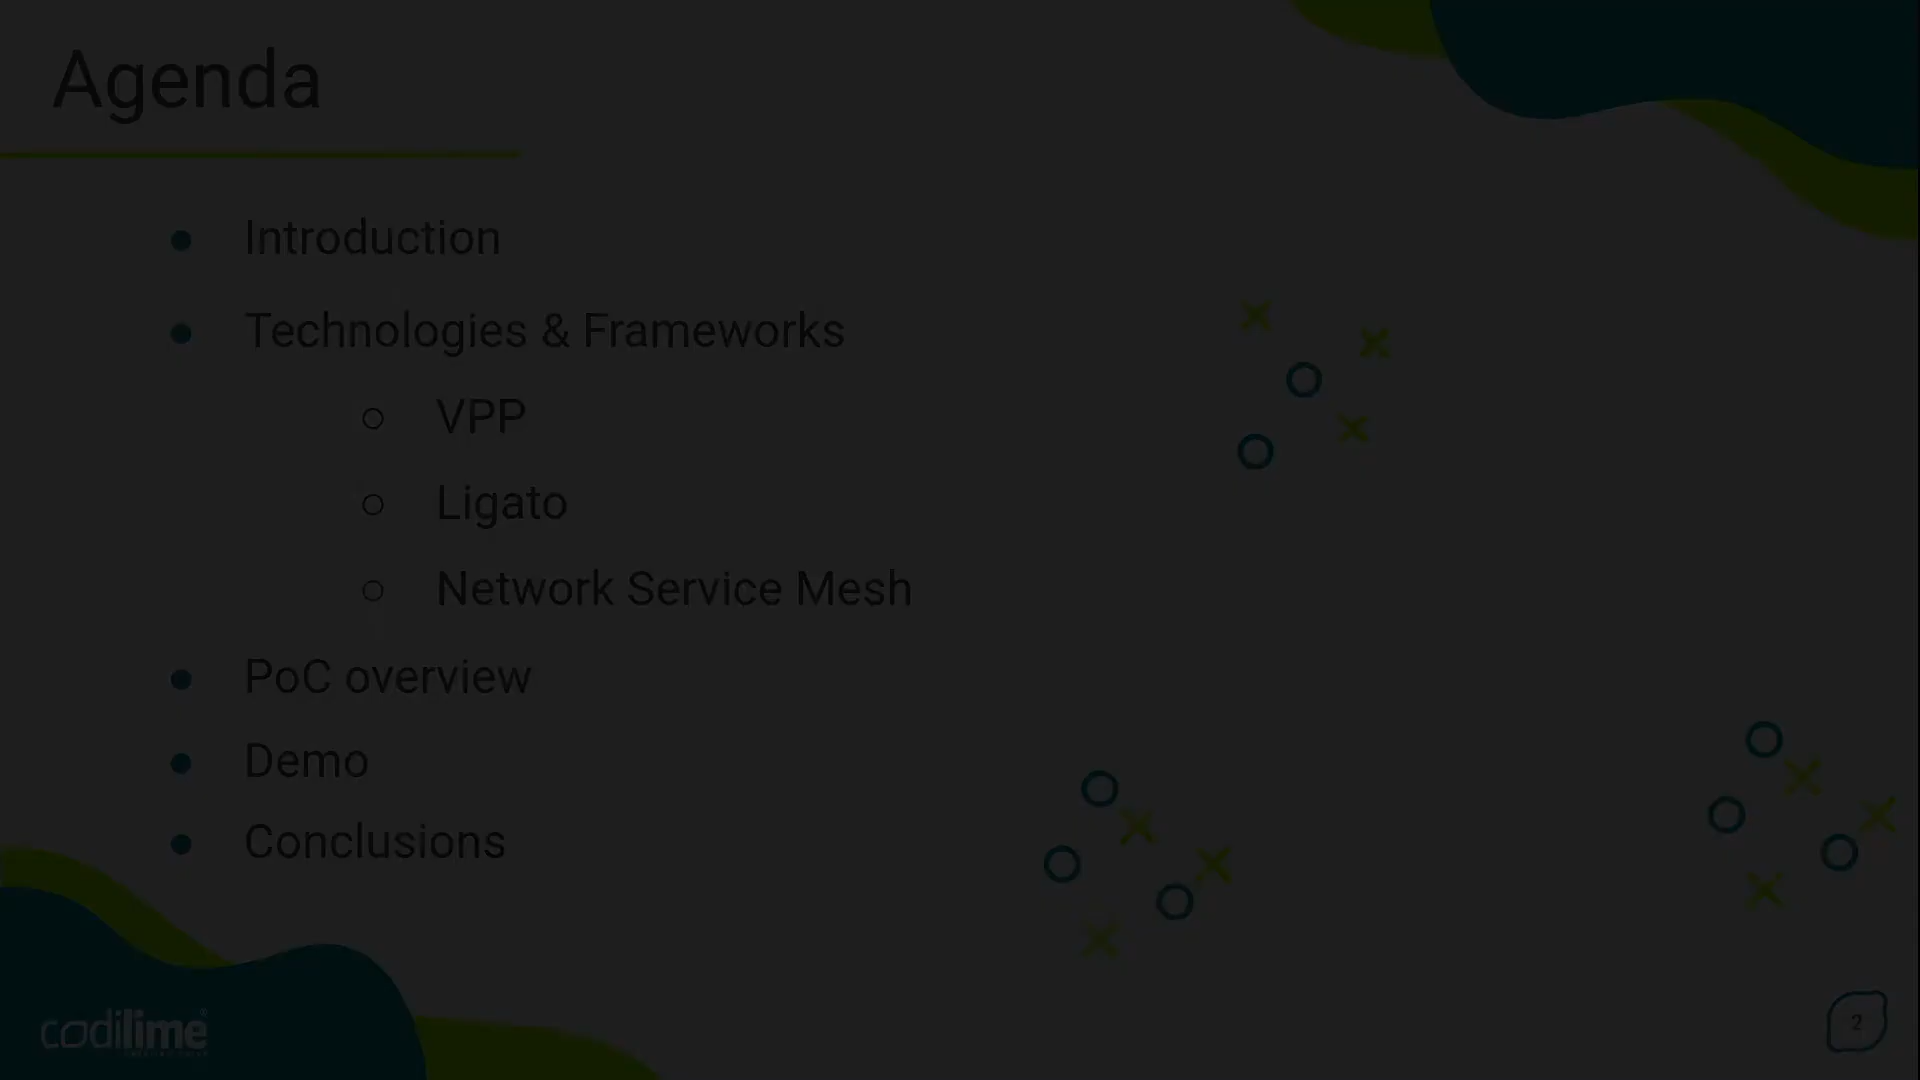 Agenda
Introduction
Technologies & Frameworks
VPP
Ligato
Network Service Mesh
PoC overview
Demo
Conclusions
codilime
2